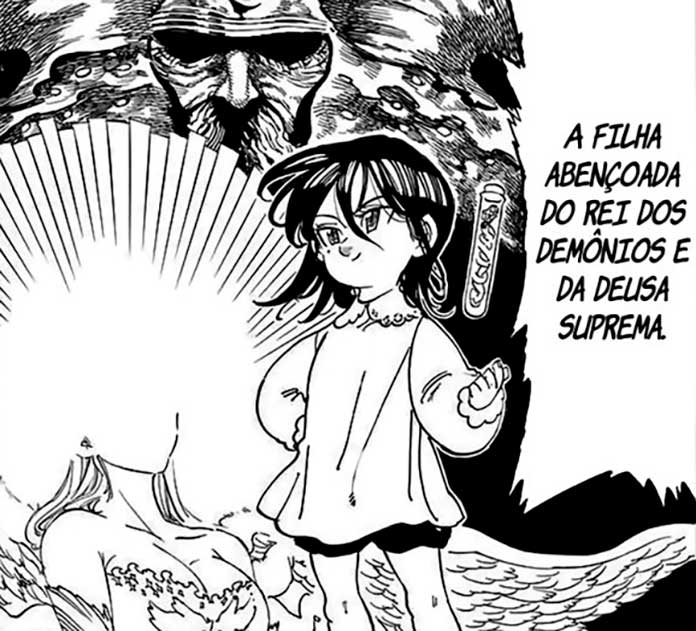 A FILHA
ABENÇOADA
DO REI DOS
DEMÔNIOS E
DA DEUSA
SUPREMA.